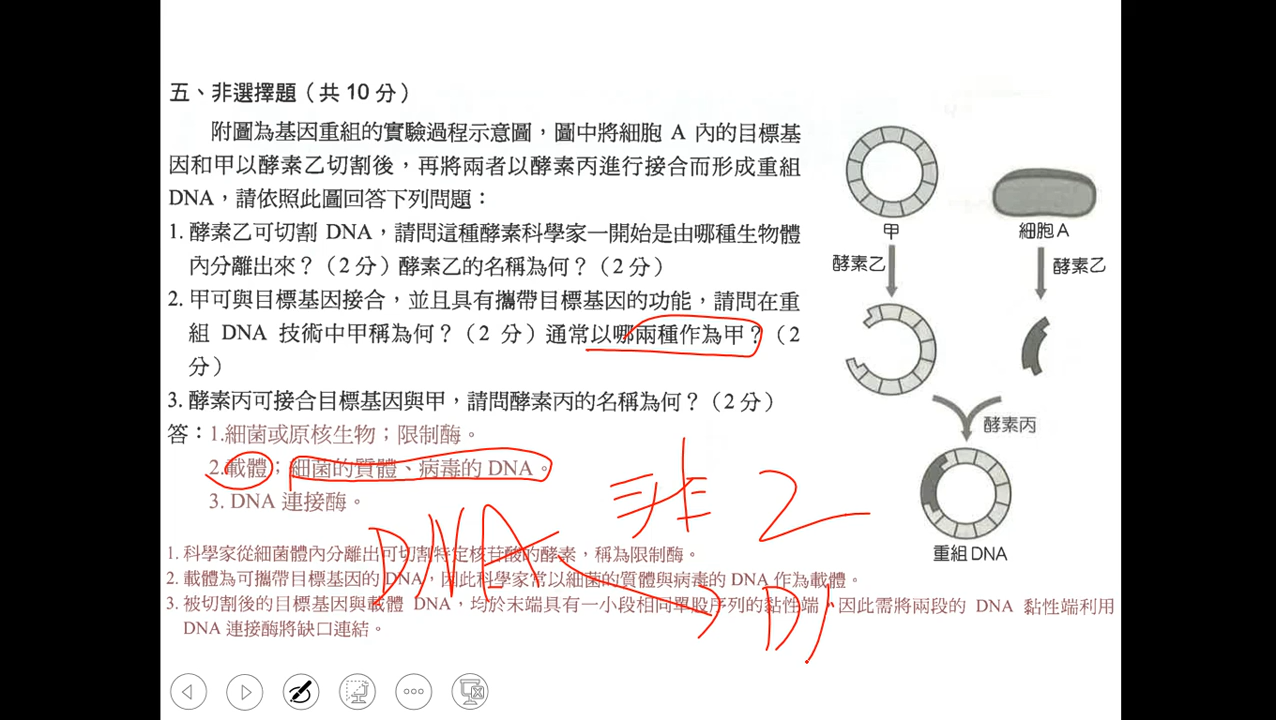 五、非選擇題（共 10 分）
附圖為基因重組的實驗過程示意圖，圖中將細胞 A 內的目標基
因和甲以酵素乙切割後，再將兩者以酵素丙進行接合而形成重組
DNA，請依照此圖回答下列問題：
1. 酵素乙可切割 DNA，請問這種酵素科學家一開始是由哪種生物體
內分離出來？（2 分）酵素乙的名稱為何？（2 分）
2. 甲可與目標基因接合，並且具有攜帶目標基因的功能，請問在重
組 DNA 技術中甲稱為何？（2 分）通常以哪兩種作為甲？（2
分）
3. 酵素丙可接合目標基因與甲，請問酵素丙的名稱為何？（2 分）
答：1.細菌或原核生物；限制酶。
2.載體；細菌的質體、病毒的 DNA。
3. DNA 連接酶。
1. 科學家從細菌體內分離出可切割特定核苷酸的酵素，稱為限制酶。
2. 載體為可攜帶目標基因的 DNA，因此科學家常以細菌的質體與病毒的 DNA 作為載體。
3. 被切割後的目標基因與載體 DNA，均於末端具有一小段相同單股序列的黏性端，因此需將兩段的 DNA 黏性端利用
DNA 連接酶將缺口連結。
甲
細胞A
酵素乙
酵素乙
酵素丙
重組DNA
非 2
DNA